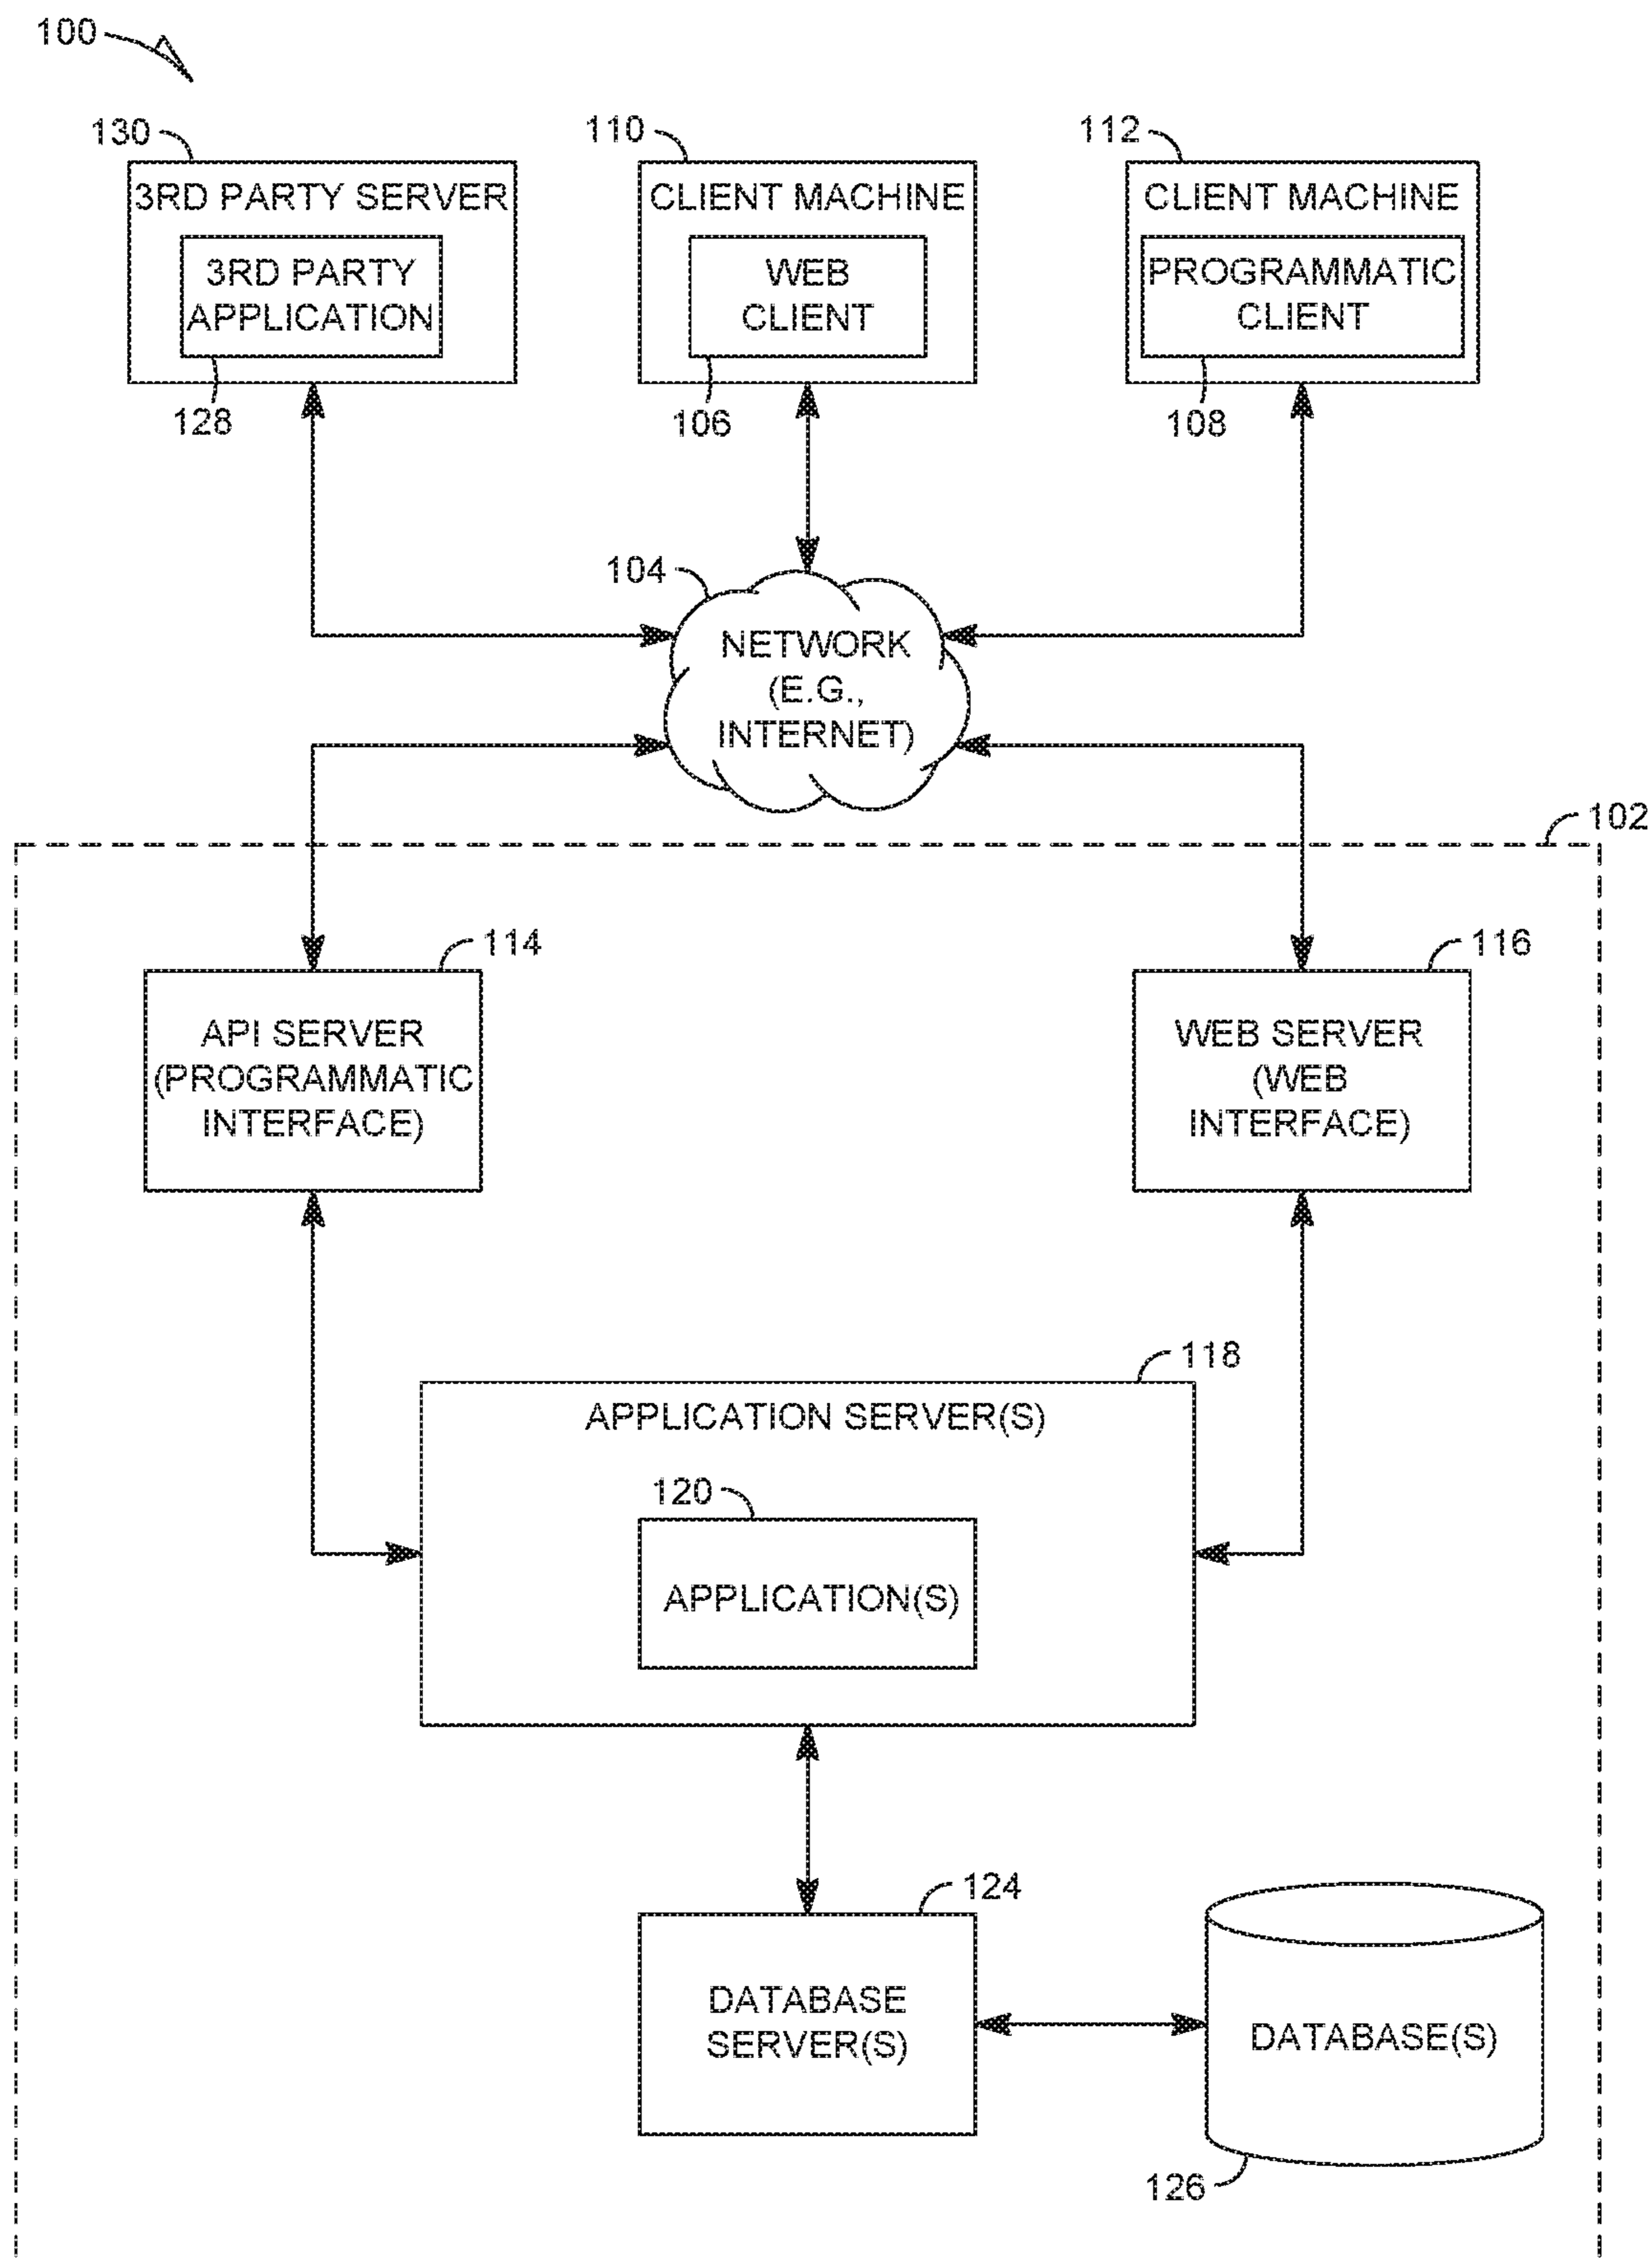 100
130
110
112
3RD PARTY SERVER
CLIENT MACHINE
CLIENT MACHINE
3RD PARTY
APPLICATION
WEB
CLIENT
PROGRAMMATIC
CLIENT
128
106
108
104
NETWORK
(E.G.,
INTERNET)
102
114
116
API SERVER
(PROGRAMMATIC
INTERFACE)
WEB SERVER
(WEB
INTERFACE)
118
APPLICATION SERVER(S)
120
APPLICATION(S)
124
DATABASE
SERVER(S)
DATABASE(S)
126